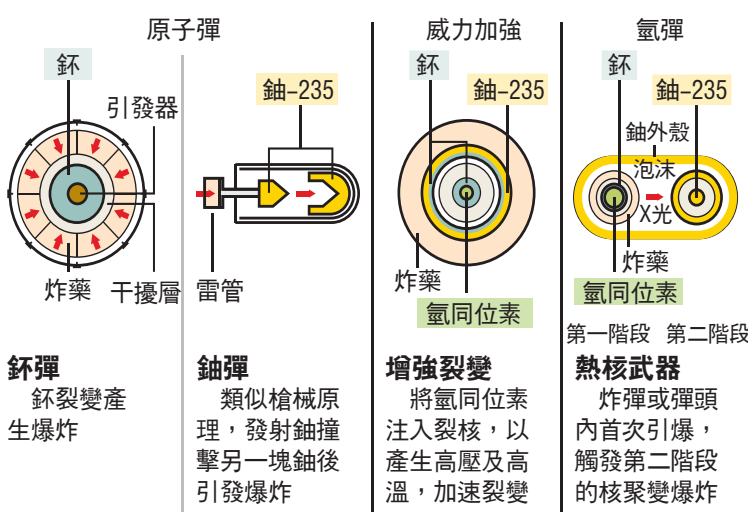 原子彈
鈈
引發器
炸藥
干擾層
鈈彈
鈈裂變產
生爆炸
鈾-235
雷管
鈾彈
類似槍械原
理，發射鈾撞
擊另一塊鈾後
引發爆炸
威力加強
鈈
鈾-235
炸藥
氫同位素
增強裂變
將氫同位素
注入裂核，以
產生高壓及高
溫，加速裂變
氫彈
鈈
鈾-235
鈾外殼
泡沫
X光
炸藥
氫同位素
第一階段 第二階段
熱核武器
炸彈或彈頭
內首次引爆，
觸發第二階段
的核聚變爆炸